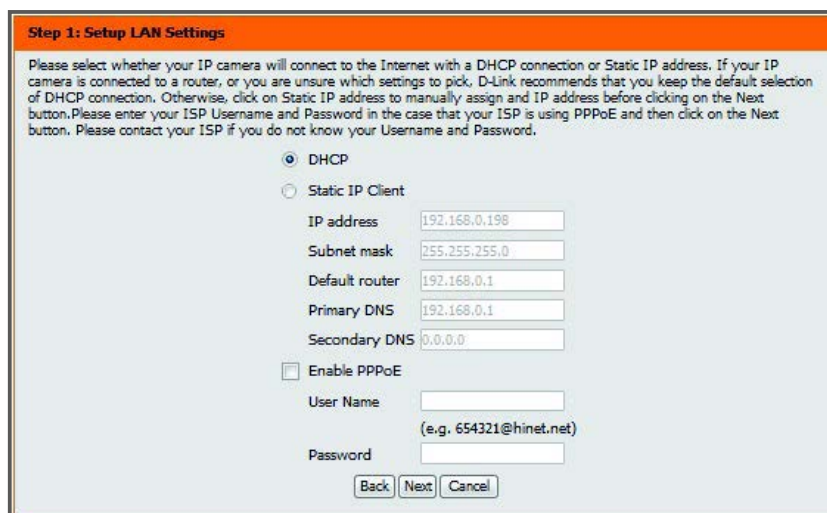 Step 1: Setup LAN Settings
Please select whether your IP camera will connect to the Internet with a DHCP connection or Static IP address. If your IP
camera is connected to a router, or you are unsure which settings to pick, D-Link recommends that you keep the default selection
of DHCP connection. Otherwise, click on Static IP address to manually assign and IP address before clicking on the Next
button.Please enter your ISP Username and Password in the case that your ISP is using PPPoE and then click on the Next
button. Please contact your ISP if you do not know your Username and Password.
DHCP
Static IP Client
IP address 192.168.0.198
Subnet mask 255.255.255.0
Default router 192.168.0.1
Primary DNS 192.168.0.1
Secondary DNS 0.0.0.0
Enable PPPoE
User Name
(e.g. 654321@hinet.net)
Password
Back Next Cancel